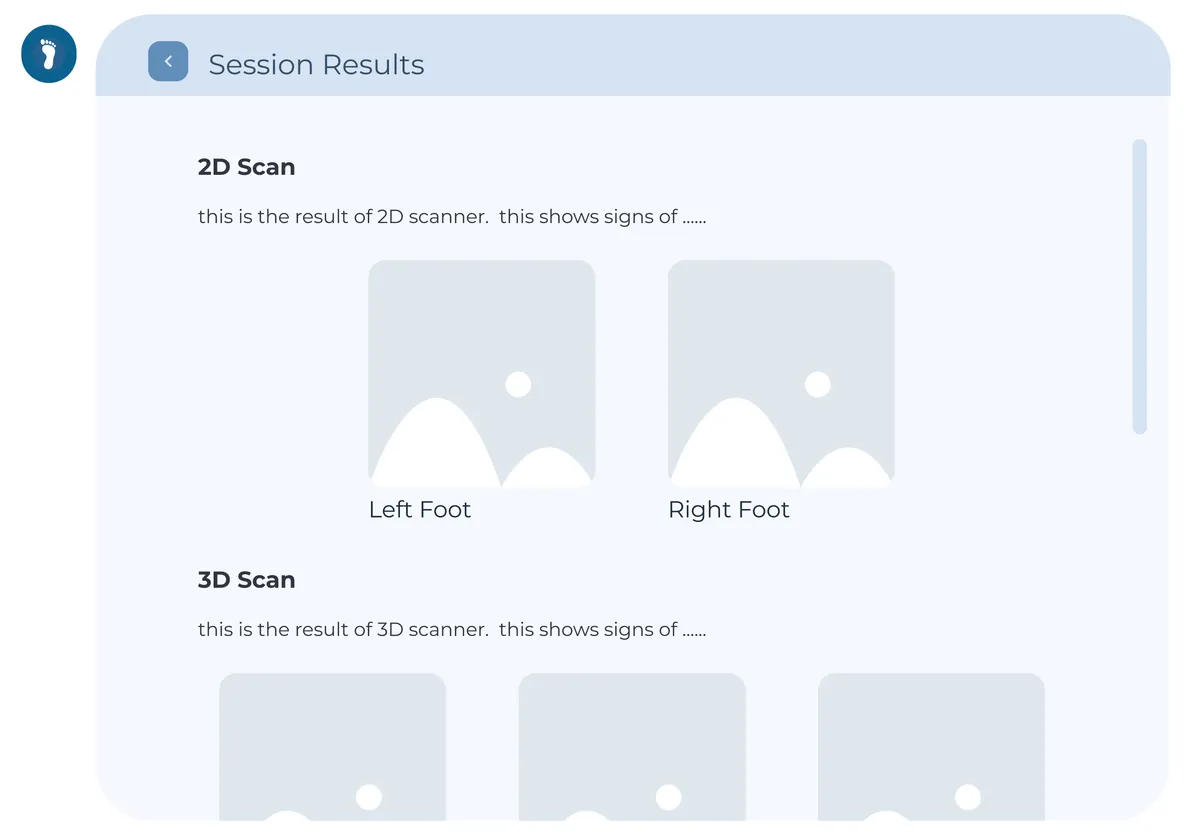 Session Results
2D Scan
this is the result of 2D scanner.  this shows signs of ......
Left Foot
Right Foot
3D Scan
this is the result of 3D scanner.  this shows signs of ......